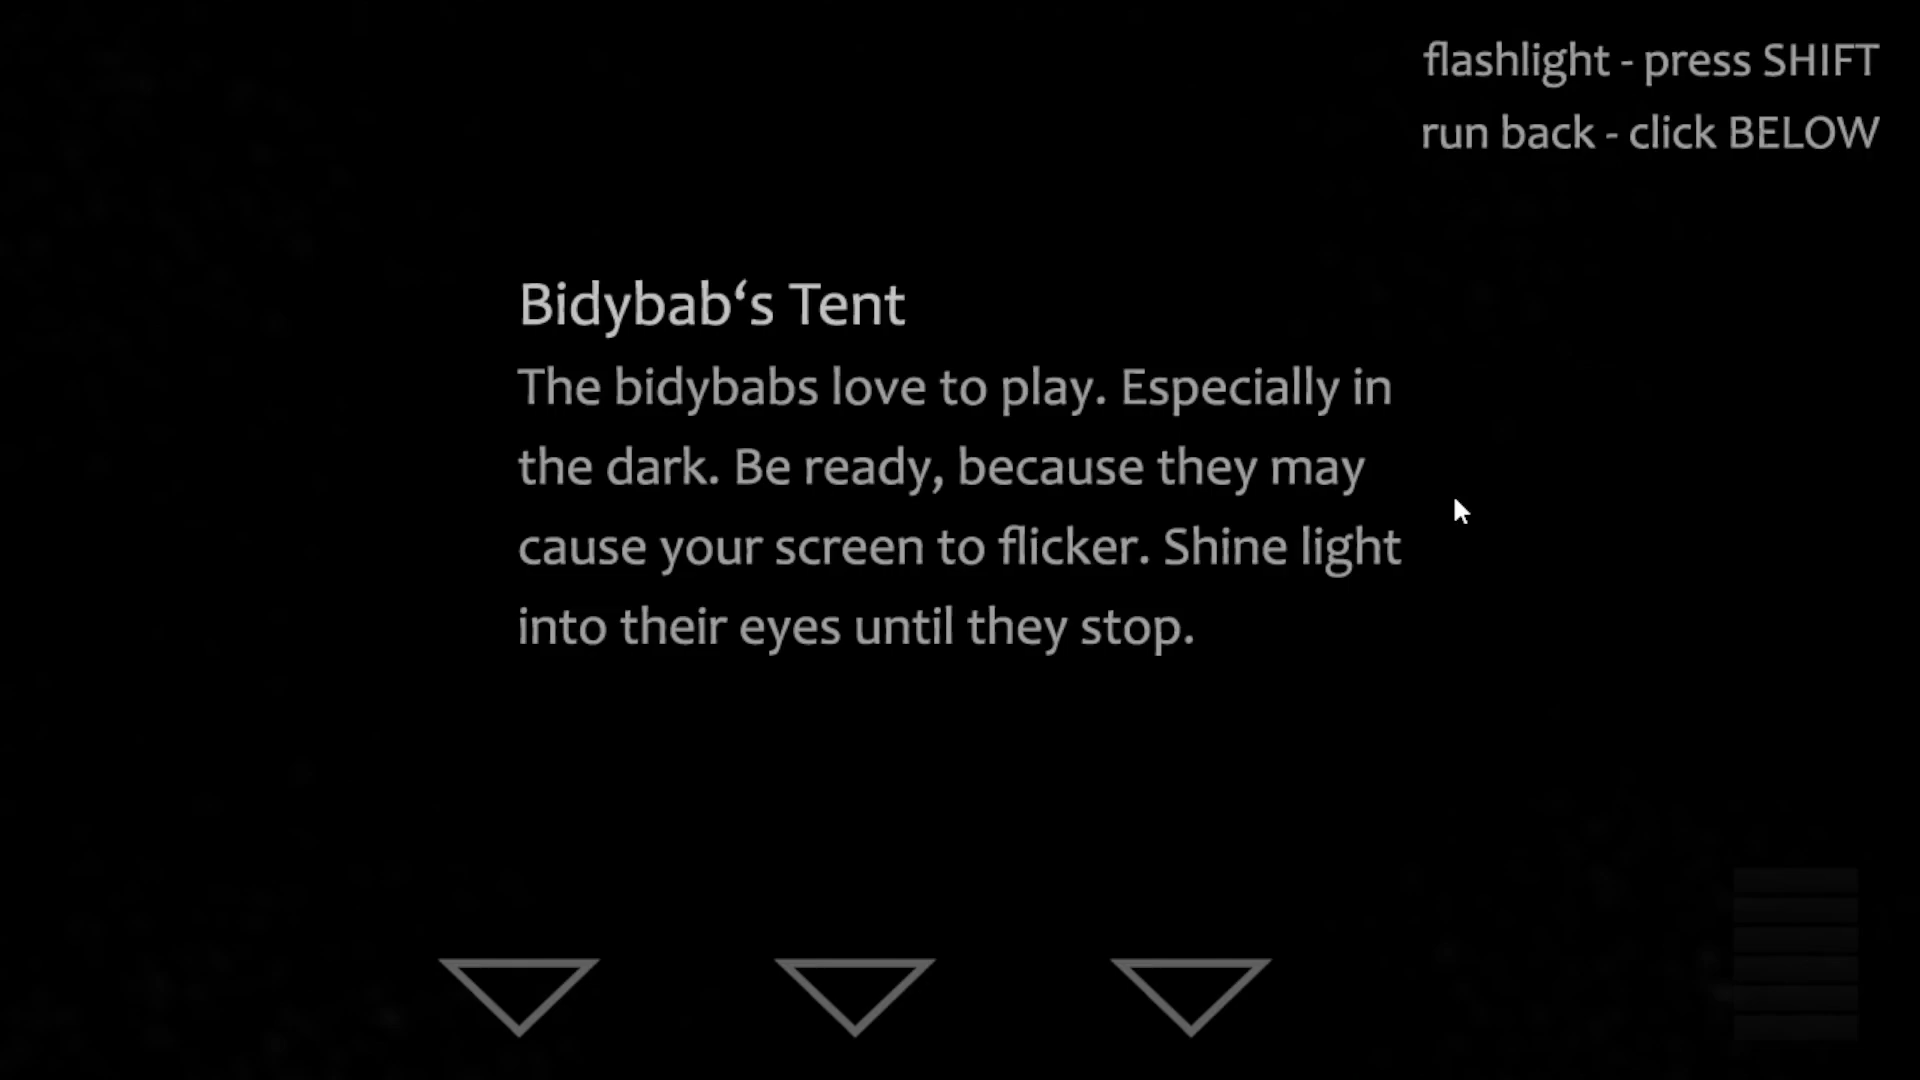 flashlight - press SHIFT
run back - click BELOW
Bidybab‘s Tent
The bidybabs love to play. Especially in
the dark. Be ready, because they may
cause your screen to flicker. Shine light
into their eyes until they stop.